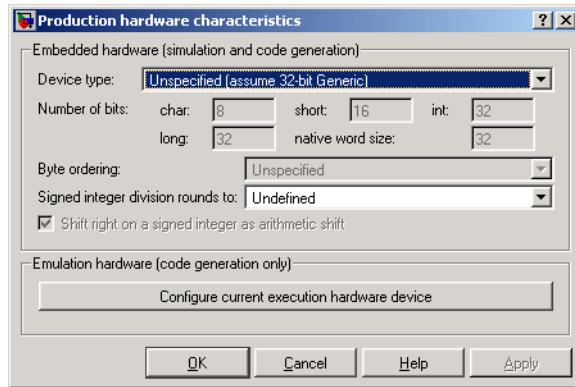 Production hardware characteristics
Embedded hardware (simulation and code generation)
Device type: Unspecified (assume 32-bit Generic)
Number of bits: char: 8 short: 16 int: 32
long: 32 native word size: 32
Byte ordering: Unspecified
Signed integer division rounds to: Undefined
Shift right on a signed integer as arithmetic shift
Emulation hardware (code generation only)
Configure current execution hardware device
OK Cancel Help Apply